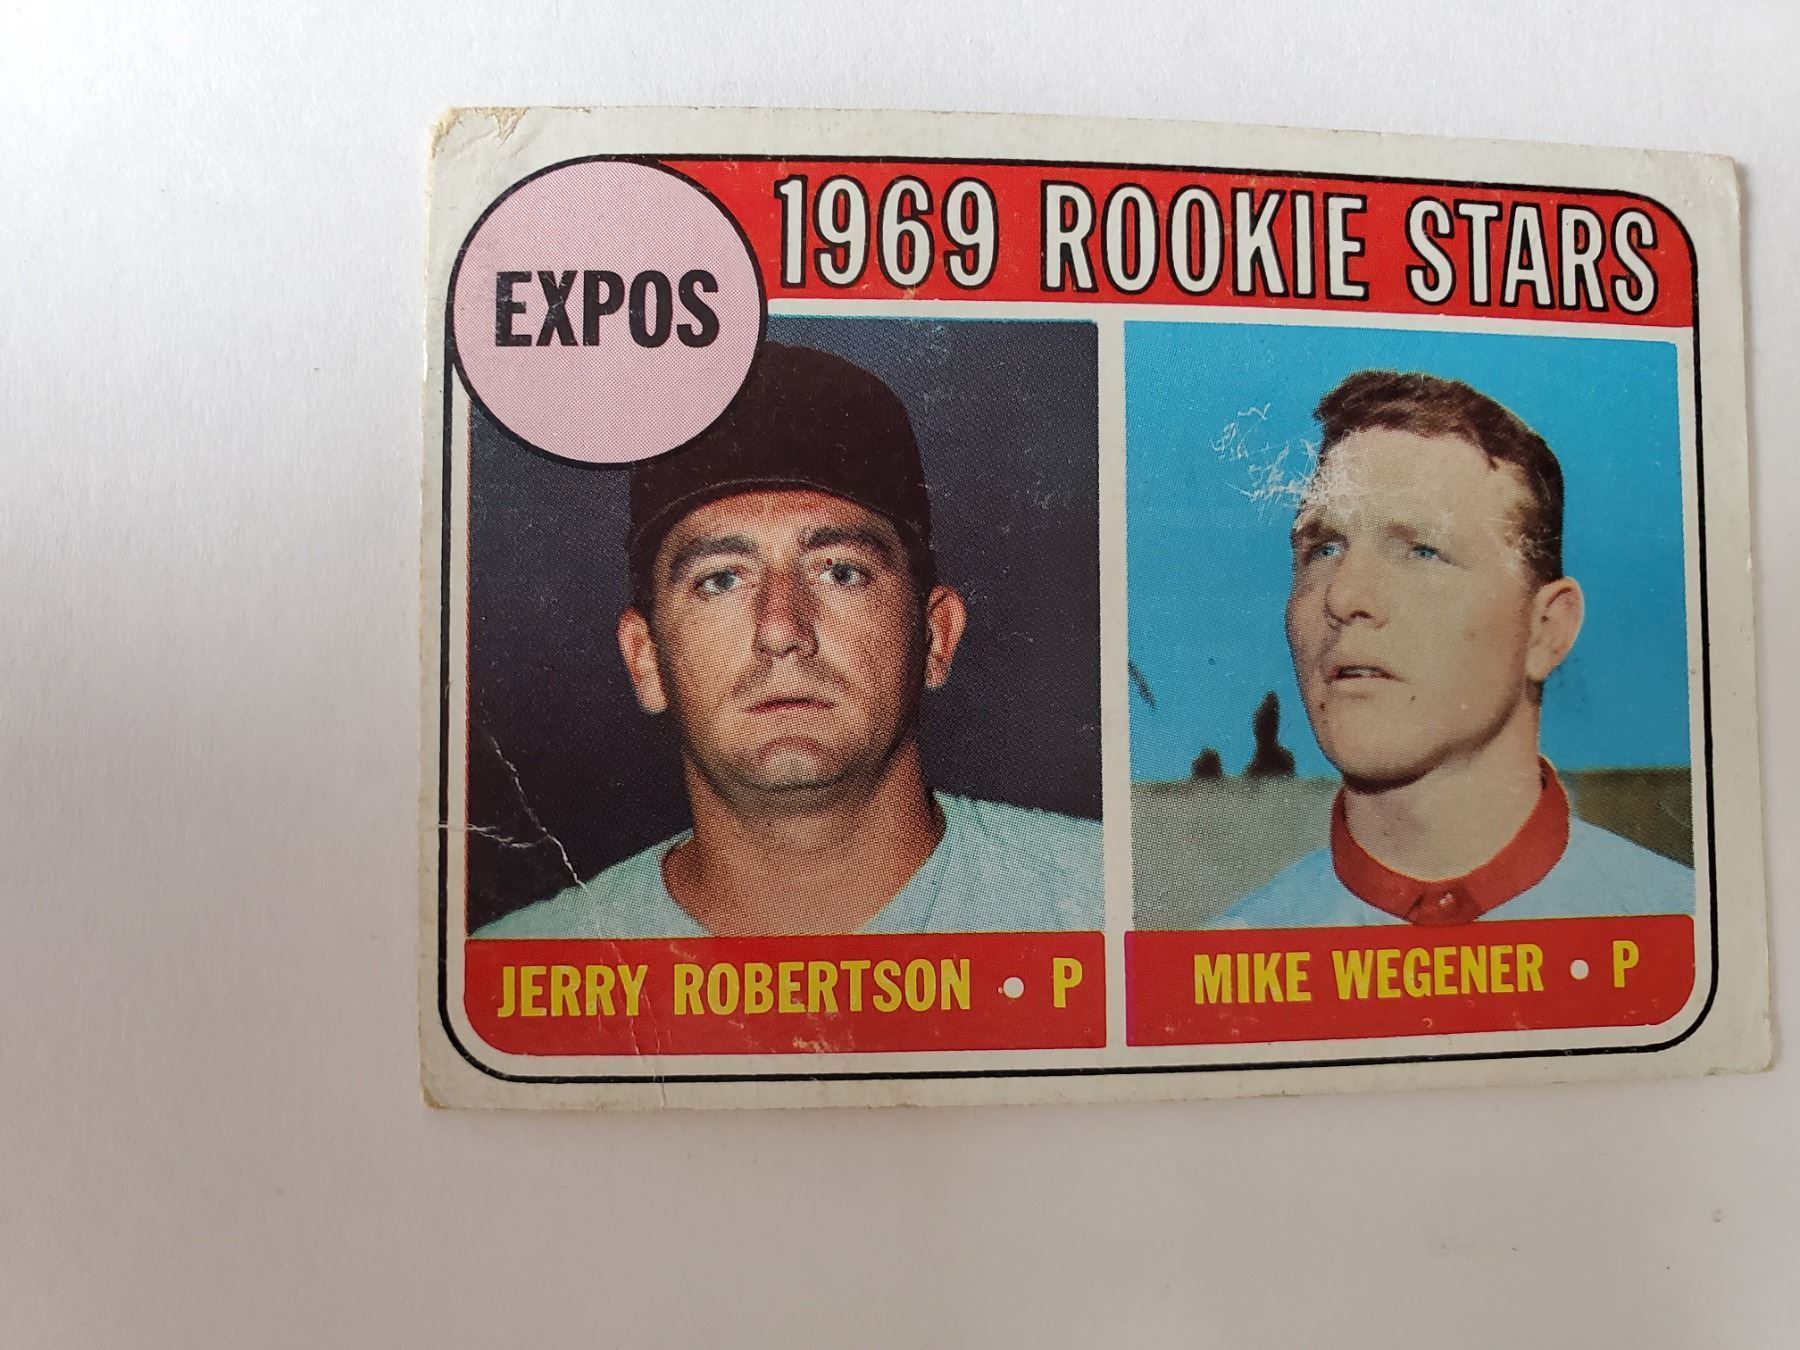 EXPOS
1969 ROOKIE STARS
JERRY ROBERTSON • P
MIKE WEGENER • P